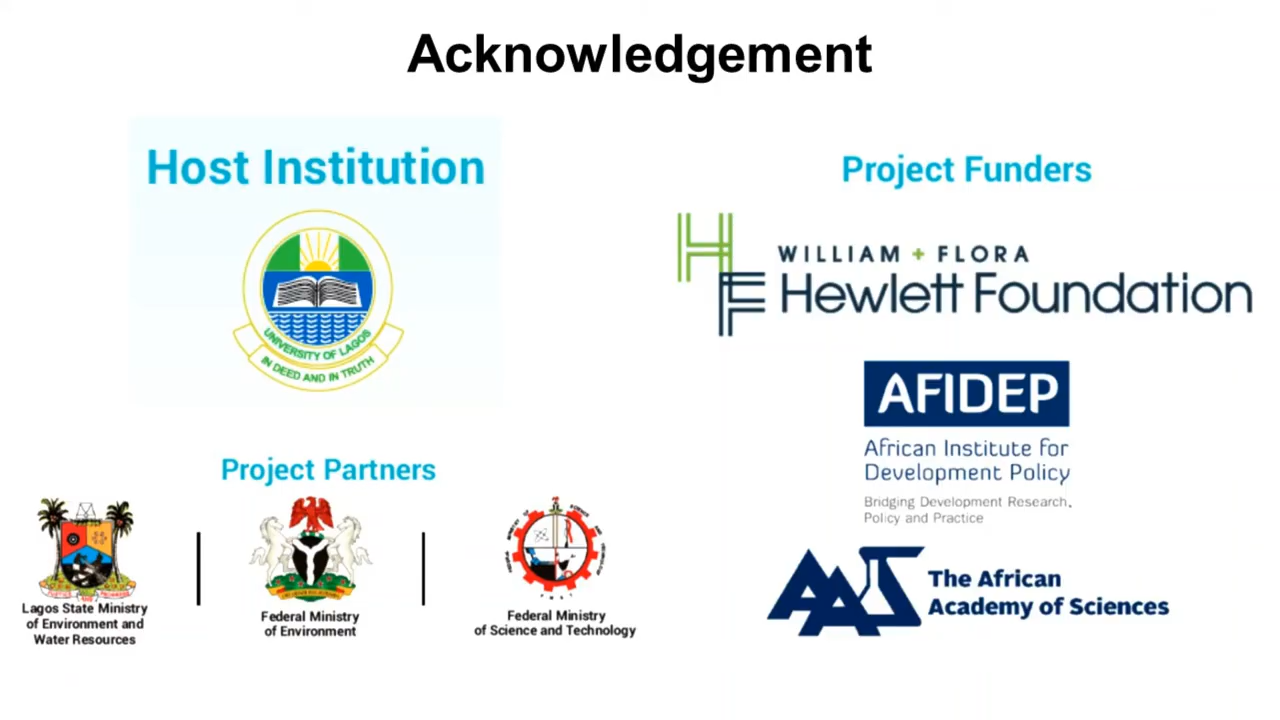 Acknowledgement
Host Institution
UNIVERSITY OF LAGOS
IN DEED AND IN TRUTH
Project Funders
WILLIAM + FLORA
Hewlett Foundation
AFIDEP
African Institute for
Development Policy
Bridging Development Research,
Policy and Practice
AAS
The African
Academy of Sciences
Project Partners
Lagos State Ministry
of Environment and
Water Resources
Federal Ministry
of Environment
Federal Ministry
of Science and Technology